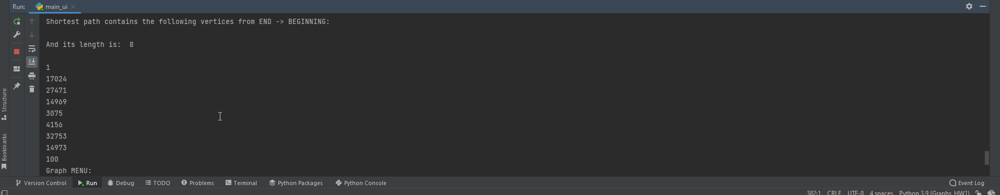 Run: main_ui
Shortest path contains the following vertices from END -> BEGINNING:
And its length is:  8
1
17024
27471
14969
3075
4156
32753
14973
100
Graph MENU:
Structure
Bookmarks
Version Control Run Debug TODO Problems Terminal Python Packages Python Console Event Log
382:1 CRLF UTF-8 4 spaces Python 3.9 (Graphs_HW1)